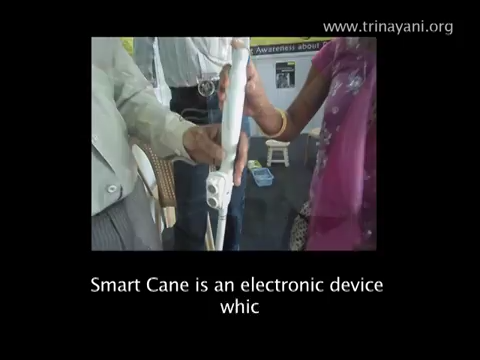 www.trinayani.org
Awareness about
Smart Cane is an electronic device
whic